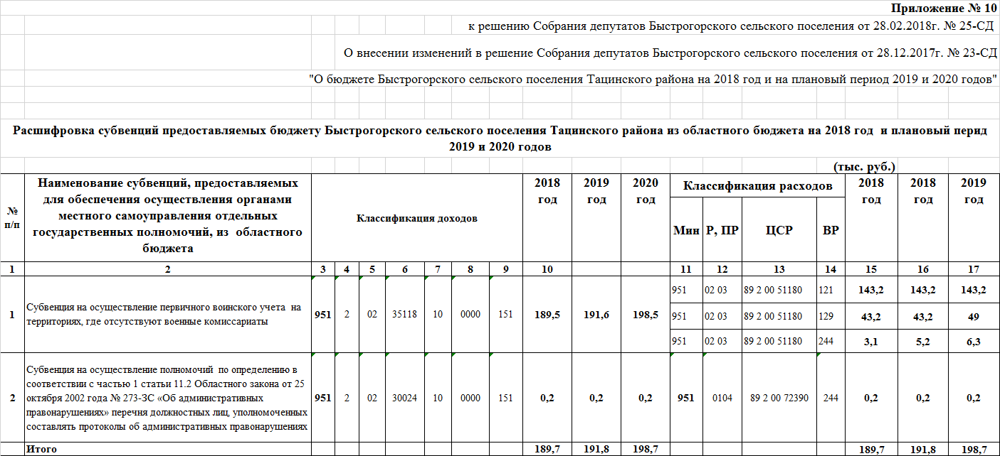 Приложение № 10
к решению Собрания депутатов Быстрогорского сельского поселения от 28.02.2018г. № 25-СД
О внесении изменений в решение Собрания депутатов Быстрогорского сельского поселения от 28.12.2017г. № 23-СД
"О бюджете Быстрогорского сельского поселения Тацинского района на 2018 год и на плановый период 2019 и 2020 годов"
Расшифровка субвенций предоставляемых бюджету Быстрогорского сельского поселения Тацинского района из областного бюджета на 2018 год и плановый перид
2019 и 2020 годов
(тыс. руб.)
№
п/п
Наименование субвенций, предоставляемых
для обеспечения осуществления органами
местного самоуправления отдельных
государственных полномочий, из областного
бюджета
Классификация доходов
2018
год
2019
год
2020
год
Классификация расходов
Мин Р, ПР ЦСР ВР
2018
год
2018
год
2019
год
1 2 3 4 5 6 7 8 9 10 11 12 13 14 15 16 17
1
Субвенция на осуществление первичного воинского учета на
территориях, где отсутствуют военные комиссариаты
951 2 02 35118 10 0000 151 189,5 191,6 198,5
951 02 03 89 2 00 51180 121 143,2 143,2 143,2
951 02 03 89 2 00 51180 129 43,2 43,2 49
951 02 03 89 2 00 51180 244 3,1 5,2 6,3
2
Субвенция на осуществление полномочий по определению в
соответствии с частью 1 статьи 11.2 Областного закона от 25
октября 2002 года № 273-ЗС «Об административных
правонарушениях» перечня должностных лиц, уполномоченных
составлять протоколы об административных правонарушениях
951 2 02 30024 10 0000 151 0,2 0,2 0,2 951 0104 89 2 00 72390 244 0,2 0,2 0,2
Итого 189,7 191,8 198,7 189,7 191,8 198,7